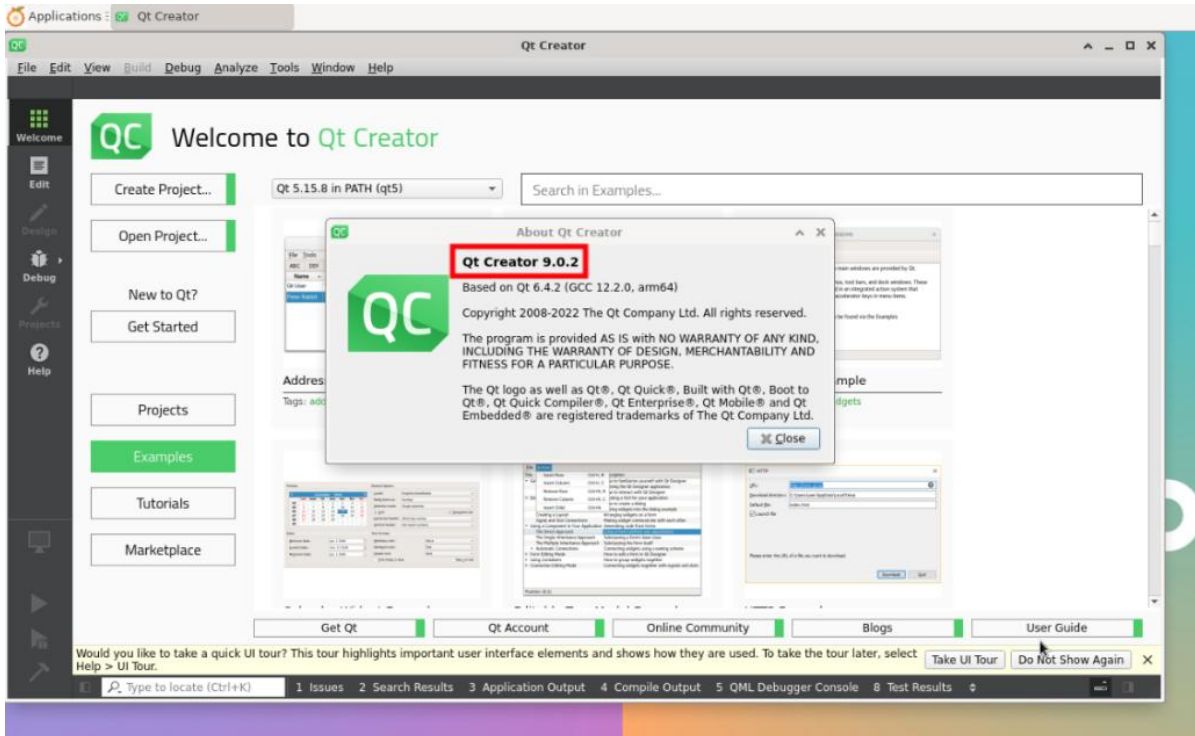 Applications
Qt Creator
Qt Creator
File Edit View Build Debug Analyze Tools Window Help
Welcome
Edit
Design
Debug
Projects
Help
QC Welcome to Qt Creator
Create Project...
Qt 5.15.8 in PATH (qt5)
Search in Examples...
Open Project...
New to Qt?
Get Started
Projects
Examples
Tutorials
Marketplace
About Qt Creator
Qt Creator 9.0.2
QC
Based on Qt 6.4.2 (GCC 12.2.0, arm64)
Copyright 2008-2022 The Qt Company Ltd. All rights reserved.
The program is provided AS IS with NO WARRANTY OF ANY KIND,
INCLUDING THE WARRANTY OF DESIGN, MERCHANTABILITY AND
FITNESS FOR A PARTICULAR PURPOSE.
The Qt logo as well as Qt®, Qt Quick®, Built with Qt®, Boot to
Qt®, Qt Quick Compiler®, Qt Enterprise®, Qt Mobile® and Qt
Embedded® are registered trademarks of The Qt Company Ltd.
Close
Addres
Tags: add
mple
dgets
Get Qt
Qt Account
Online Community
Blogs
User Guide
Would you like to take a quick UI tour? This tour highlights important user interface elements and shows how they are used. To take the tour later, select
Help > UI Tour.
Take UI Tour
Do Not Show Again
Type to locate (Ctrl+K)
1 Issues 2 Search Results 3 Application Output 4 Compile Output 5 QML Debugger Console 8 Test Results